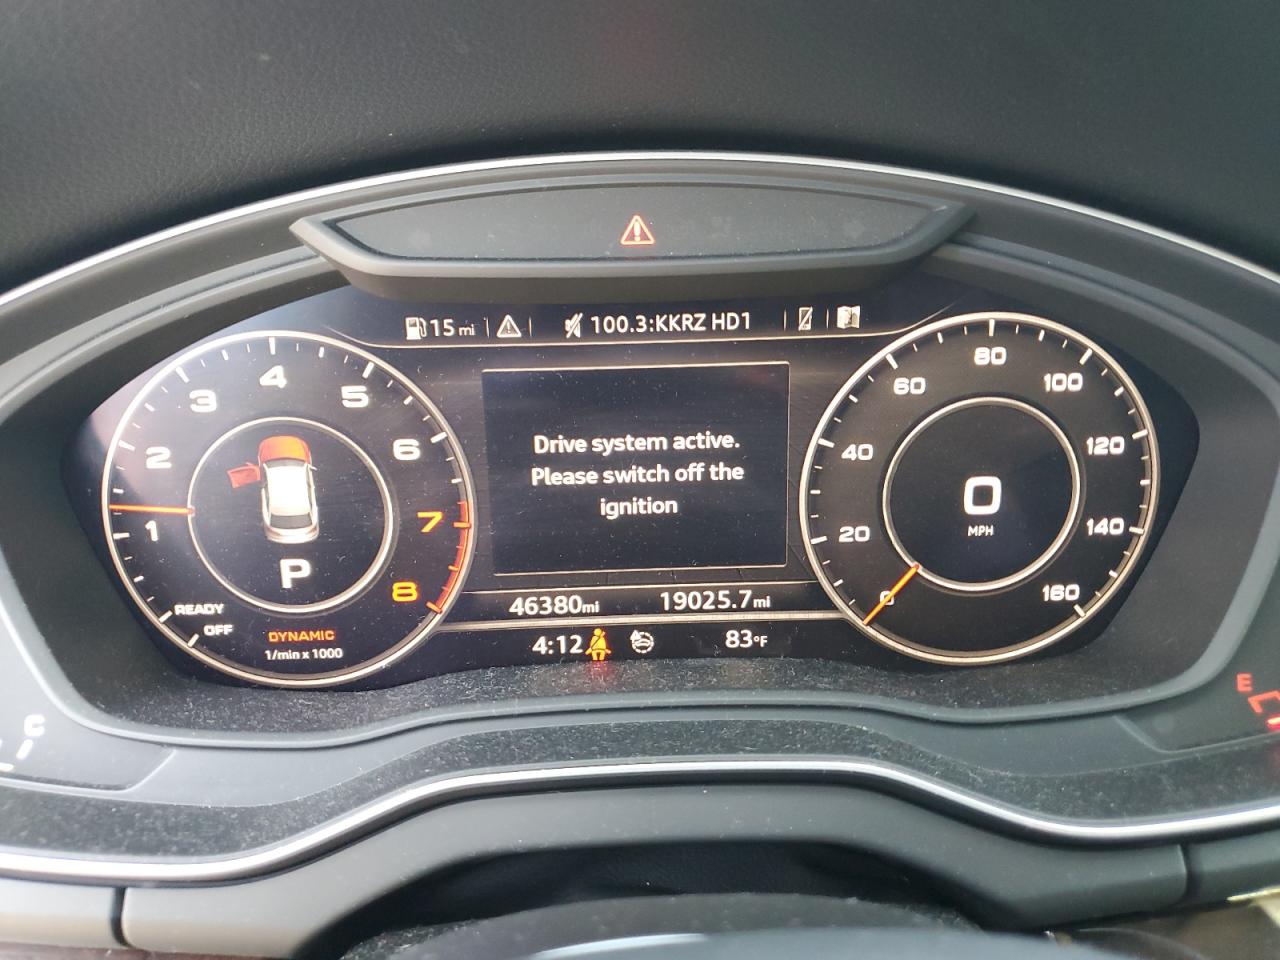 15 mi
100.3:KKRZ HD1
1
2
3
4
5
6
7
8
P
READY
OFF
DYNAMIC
1/min x 1000
Drive system active.
Please switch off the
ignition
46380mi
19025.7mi
4:12
83°F
0
20
40
60
80
100
120
140
160
0
MPH
C
E